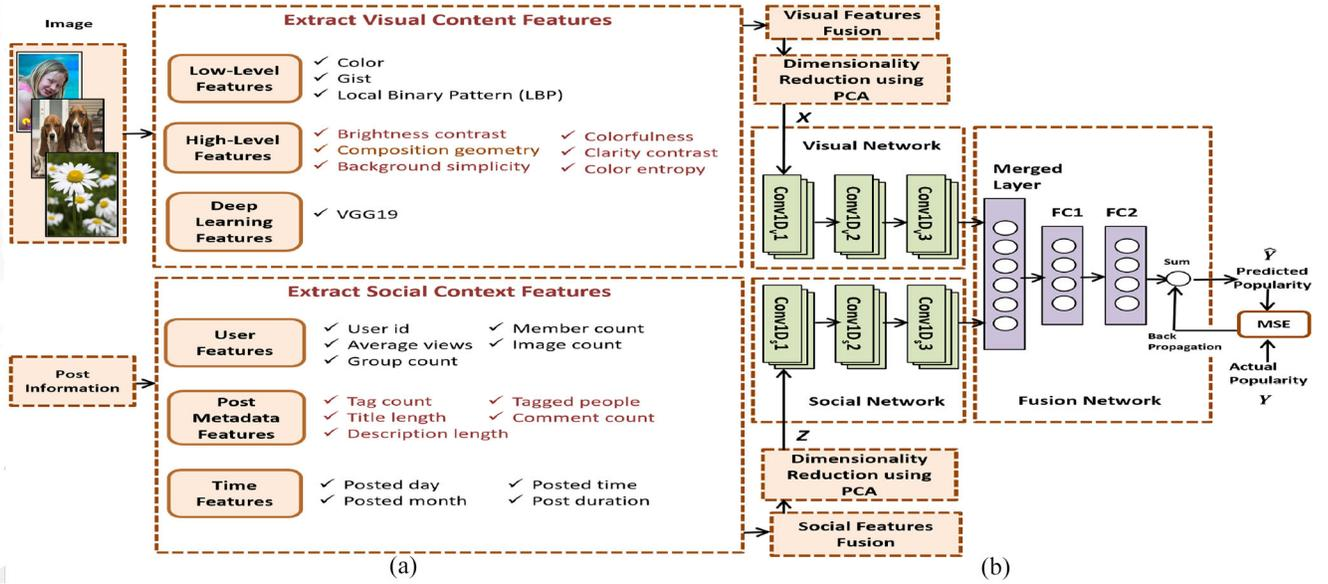 Image
Extract Visual Content Features
Low-Level
Features
✓ Color
✓ Gist
✓ Local Binary Pattern (LBP)
High-Level
Features
✓ Brightness contrast
✓ Composition geometry
✓ Background simplicity
✓ Colorfulness
✓ Clarity contrast
✓ Color entropy
Deep
Learning
Features
✓ VGG19
Visual Features
Fusion
Dimensionality
Reduction using
PCA
X
Visual Network
Conv1D_v1
Conv1D_v2
Conv1D_v3
Post
Information
Extract Social Context Features
User
Features
✓ User id
✓ Average views
✓ Group count
✓ Member count
✓ Image count
Post
Metadata
Features
✓ Tag count
✓ Title length
✓ Description length
✓ Tagged people
✓ Comment count
Time
Features
✓ Posted day
✓ Posted month
✓ Posted time
✓ Post duration
Conv1D_s1
Conv1D_s2
Conv1D_s3
Social Network
Z
Dimensionality
Reduction using
PCA
Social Features
Fusion
Merged
Layer
FC1
FC2
Sum
Back
Propagation
Fusion Network
Ŷ
Predicted
Popularity
MSE
Actual
Popularity
Y
(a)
(b)